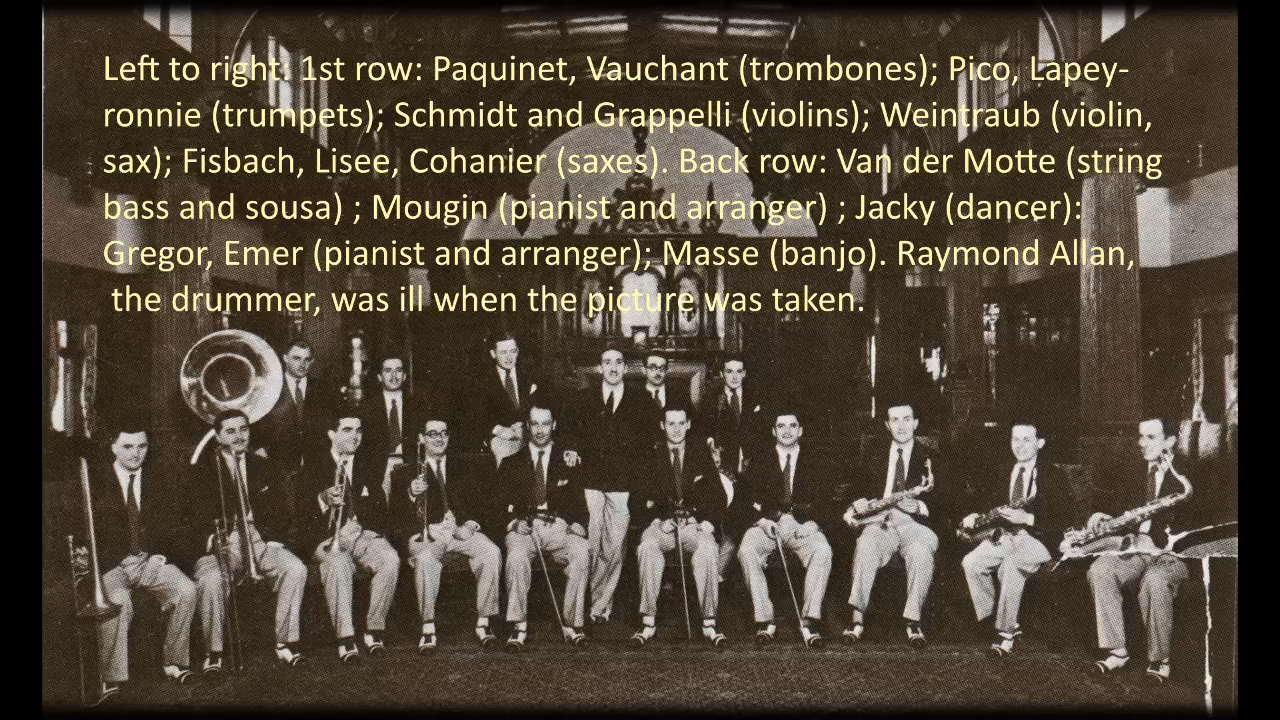 Left to right: 1st row: Paquinet, Vauchant (trombones); Pico, Lapey-
ronnie (trumpets); Schmidt and Grappelli (violins); Weintraub (violin,
sax); Fisbach, Lisee, Cohanier (saxes). Back row: Van der Motte (string
bass and sousa) ; Mougin (pianist and arranger) ; Jacky (dancer):
Gregor, Emer (pianist and arranger); Masse (banjo). Raymond Allan,
the drummer, was ill when the picture was taken.